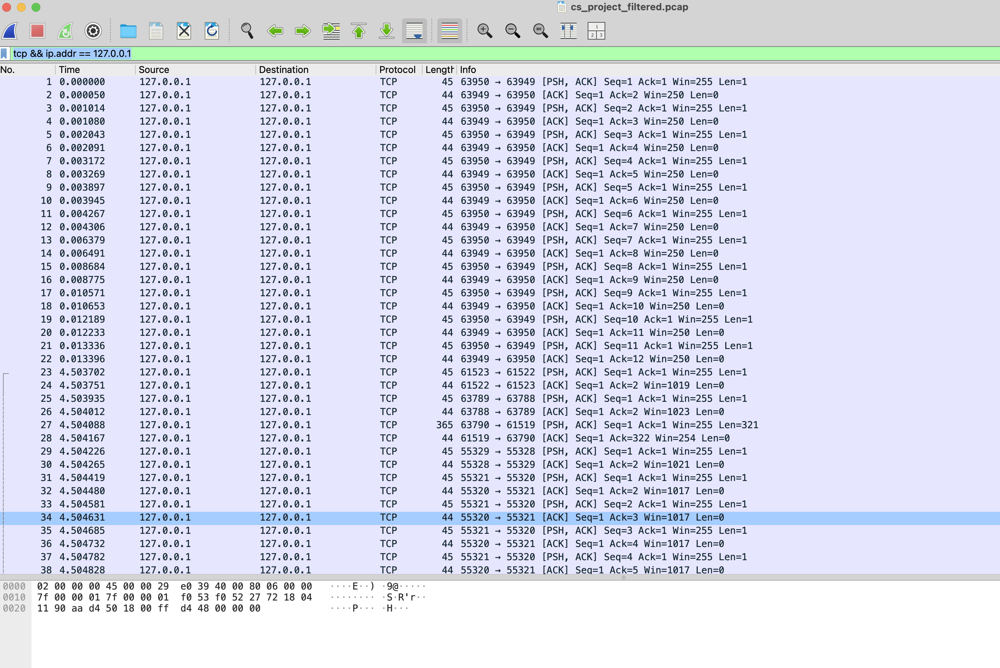 cs_project_filtered.pcap
1
2 3
tcp && ip.addr == 127.0.0.1
No. Time Source Destination Protocol Length Info
1 0.000000 127.0.0.1 127.0.0.1 TCP 45 63950 → 63949 [PSH, ACK] Seq=1 Ack=1 Win=255 Len=1
2 0.000050 127.0.0.1 127.0.0.1 TCP 44 63949 → 63950 [ACK] Seq=1 Ack=2 Win=250 Len=0
3 0.001014 127.0.0.1 127.0.0.1 TCP 45 63950 → 63949 [PSH, ACK] Seq=2 Ack=1 Win=255 Len=1
4 0.001080 127.0.0.1 127.0.0.1 TCP 44 63949 → 63950 [ACK] Seq=1 Ack=3 Win=250 Len=0
5 0.002043 127.0.0.1 127.0.0.1 TCP 45 63950 → 63949 [PSH, ACK] Seq=3 Ack=1 Win=255 Len=1
6 0.002091 127.0.0.1 127.0.0.1 TCP 44 63949 → 63950 [ACK] Seq=1 Ack=4 Win=250 Len=0
7 0.003172 127.0.0.1 127.0.0.1 TCP 45 63950 → 63949 [PSH, ACK] Seq=4 Ack=1 Win=255 Len=1
8 0.003269 127.0.0.1 127.0.0.1 TCP 44 63949 → 63950 [ACK] Seq=1 Ack=5 Win=250 Len=0
9 0.003897 127.0.0.1 127.0.0.1 TCP 45 63950 → 63949 [PSH, ACK] Seq=5 Ack=1 Win=255 Len=1
10 0.003945 127.0.0.1 127.0.0.1 TCP 44 63949 → 63950 [ACK] Seq=1 Ack=6 Win=250 Len=0
11 0.004267 127.0.0.1 127.0.0.1 TCP 45 63950 → 63949 [PSH, ACK] Seq=6 Ack=1 Win=255 Len=1
12 0.004306 127.0.0.1 127.0.0.1 TCP 44 63949 → 63950 [ACK] Seq=1 Ack=7 Win=250 Len=0
13 0.006379 127.0.0.1 127.0.0.1 TCP 45 63950 → 63949 [PSH, ACK] Seq=7 Ack=1 Win=255 Len=1
14 0.006491 127.0.0.1 127.0.0.1 TCP 44 63949 → 63950 [ACK] Seq=1 Ack=8 Win=250 Len=0
15 0.008684 127.0.0.1 127.0.0.1 TCP 45 63950 → 63949 [PSH, ACK] Seq=8 Ack=1 Win=255 Len=1
16 0.008775 127.0.0.1 127.0.0.1 TCP 44 63949 → 63950 [ACK] Seq=1 Ack=9 Win=250 Len=0
17 0.010571 127.0.0.1 127.0.0.1 TCP 45 63950 → 63949 [PSH, ACK] Seq=9 Ack=1 Win=255 Len=1
18 0.010653 127.0.0.1 127.0.0.1 TCP 44 63949 → 63950 [ACK] Seq=1 Ack=10 Win=250 Len=0
19 0.012189 127.0.0.1 127.0.0.1 TCP 45 63950 → 63949 [PSH, ACK] Seq=10 Ack=1 Win=255 Len=1
20 0.012233 127.0.0.1 127.0.0.1 TCP 44 63949 → 63950 [ACK] Seq=1 Ack=11 Win=250 Len=0
21 0.013336 127.0.0.1 127.0.0.1 TCP 45 63950 → 63949 [PSH, ACK] Seq=11 Ack=1 Win=255 Len=1
22 0.013396 127.0.0.1 127.0.0.1 TCP 44 63949 → 63950 [ACK] Seq=1 Ack=12 Win=250 Len=0
23 4.503702 127.0.0.1 127.0.0.1 TCP 45 61523 → 61522 [PSH, ACK] Seq=1 Ack=1 Win=255 Len=1
24 4.503751 127.0.0.1 127.0.0.1 TCP 44 61522 → 61523 [ACK] Seq=1 Ack=2 Win=1019 Len=0
25 4.503935 127.0.0.1 127.0.0.1 TCP 45 63789 → 63788 [PSH, ACK] Seq=1 Ack=1 Win=255 Len=1
26 4.504012 127.0.0.1 127.0.0.1 TCP 44 63788 → 63789 [ACK] Seq=1 Ack=2 Win=1023 Len=0
27 4.504088 127.0.0.1 127.0.0.1 TCP 365 63790 → 61519 [PSH, ACK] Seq=1 Ack=1 Win=255 Len=321
28 4.504167 127.0.0.1 127.0.0.1 TCP 44 61519 → 63790 [ACK] Seq=1 Ack=322 Win=254 Len=0
29 4.504226 127.0.0.1 127.0.0.1 TCP 45 55329 → 55328 [PSH, ACK] Seq=1 Ack=1 Win=255 Len=1
30 4.504265 127.0.0.1 127.0.0.1 TCP 44 55328 → 55329 [ACK] Seq=1 Ack=2 Win=1021 Len=0
31 4.504419 127.0.0.1 127.0.0.1 TCP 45 55321 → 55320 [PSH, ACK] Seq=1 Ack=1 Win=255 Len=1
32 4.504480 127.0.0.1 127.0.0.1 TCP 44 55320 → 55321 [ACK] Seq=1 Ack=2 Win=1017 Len=0
33 4.504581 127.0.0.1 127.0.0.1 TCP 45 55321 → 55320 [PSH, ACK] Seq=2 Ack=1 Win=255 Len=1
34 4.504631 127.0.0.1 127.0.0.1 TCP 44 55320 → 55321 [ACK] Seq=1 Ack=3 Win=1017 Len=0
35 4.504685 127.0.0.1 127.0.0.1 TCP 45 55321 → 55320 [PSH, ACK] Seq=3 Ack=1 Win=255 Len=1
36 4.504732 127.0.0.1 127.0.0.1 TCP 44 55320 → 55321 [ACK] Seq=1 Ack=4 Win=1017 Len=0
37 4.504782 127.0.0.1 127.0.0.1 TCP 45 55321 → 55320 [PSH, ACK] Seq=4 Ack=1 Win=255 Len=1
38 4.504828 127.0.0.1 127.0.0.1 TCP 44 55320 → 55321 [ACK] Seq=1 Ack=5 Win=1017 Len=0
0000 02 00 00 00 45 00 00 29 e0 39 40 00 80 06 00 00 ····E··) ·9@·····
0010 7f 00 00 01 7f 00 00 01 f0 53 f0 52 27 72 18 04 ········ ·S·R'r··
0020 11 90 aa d4 50 18 00 ff d4 48 00 00 00 ····P··· ·H···